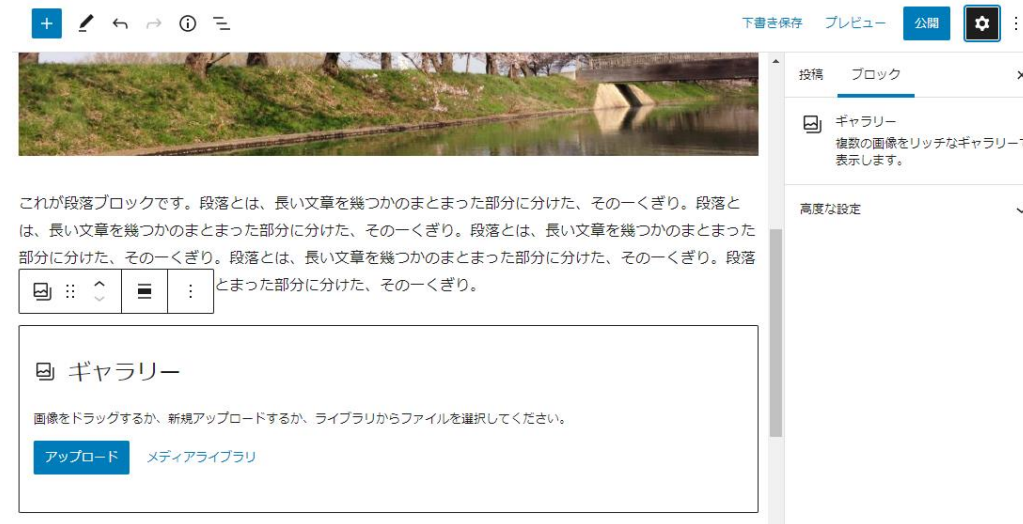 下書き保存 プレビュー 公開
投稿 ブロック
ギャラリー
複数の画像をリッチなギャラリーで
表示します。
高度な設定
これが段落ブロックです。段落とは、長い文章を幾つかのまとまった部分に分けた、その一くぎり。段落と
は、長い文章を幾つかのまとまった部分に分けた、その一くぎり。段落とは、長い文章を幾つかのまとまった
部分に分けた、その一くぎり。段落とは、長い文章を幾つかのまとまった部分に分けた、その一くぎり。段落
とまった部分に分けた、その一くぎり。
ギャラリー
画像をドラッグするか、新規アップロードするか、ライブラリからファイルを選択してください。
アップロード メディアライブラリ